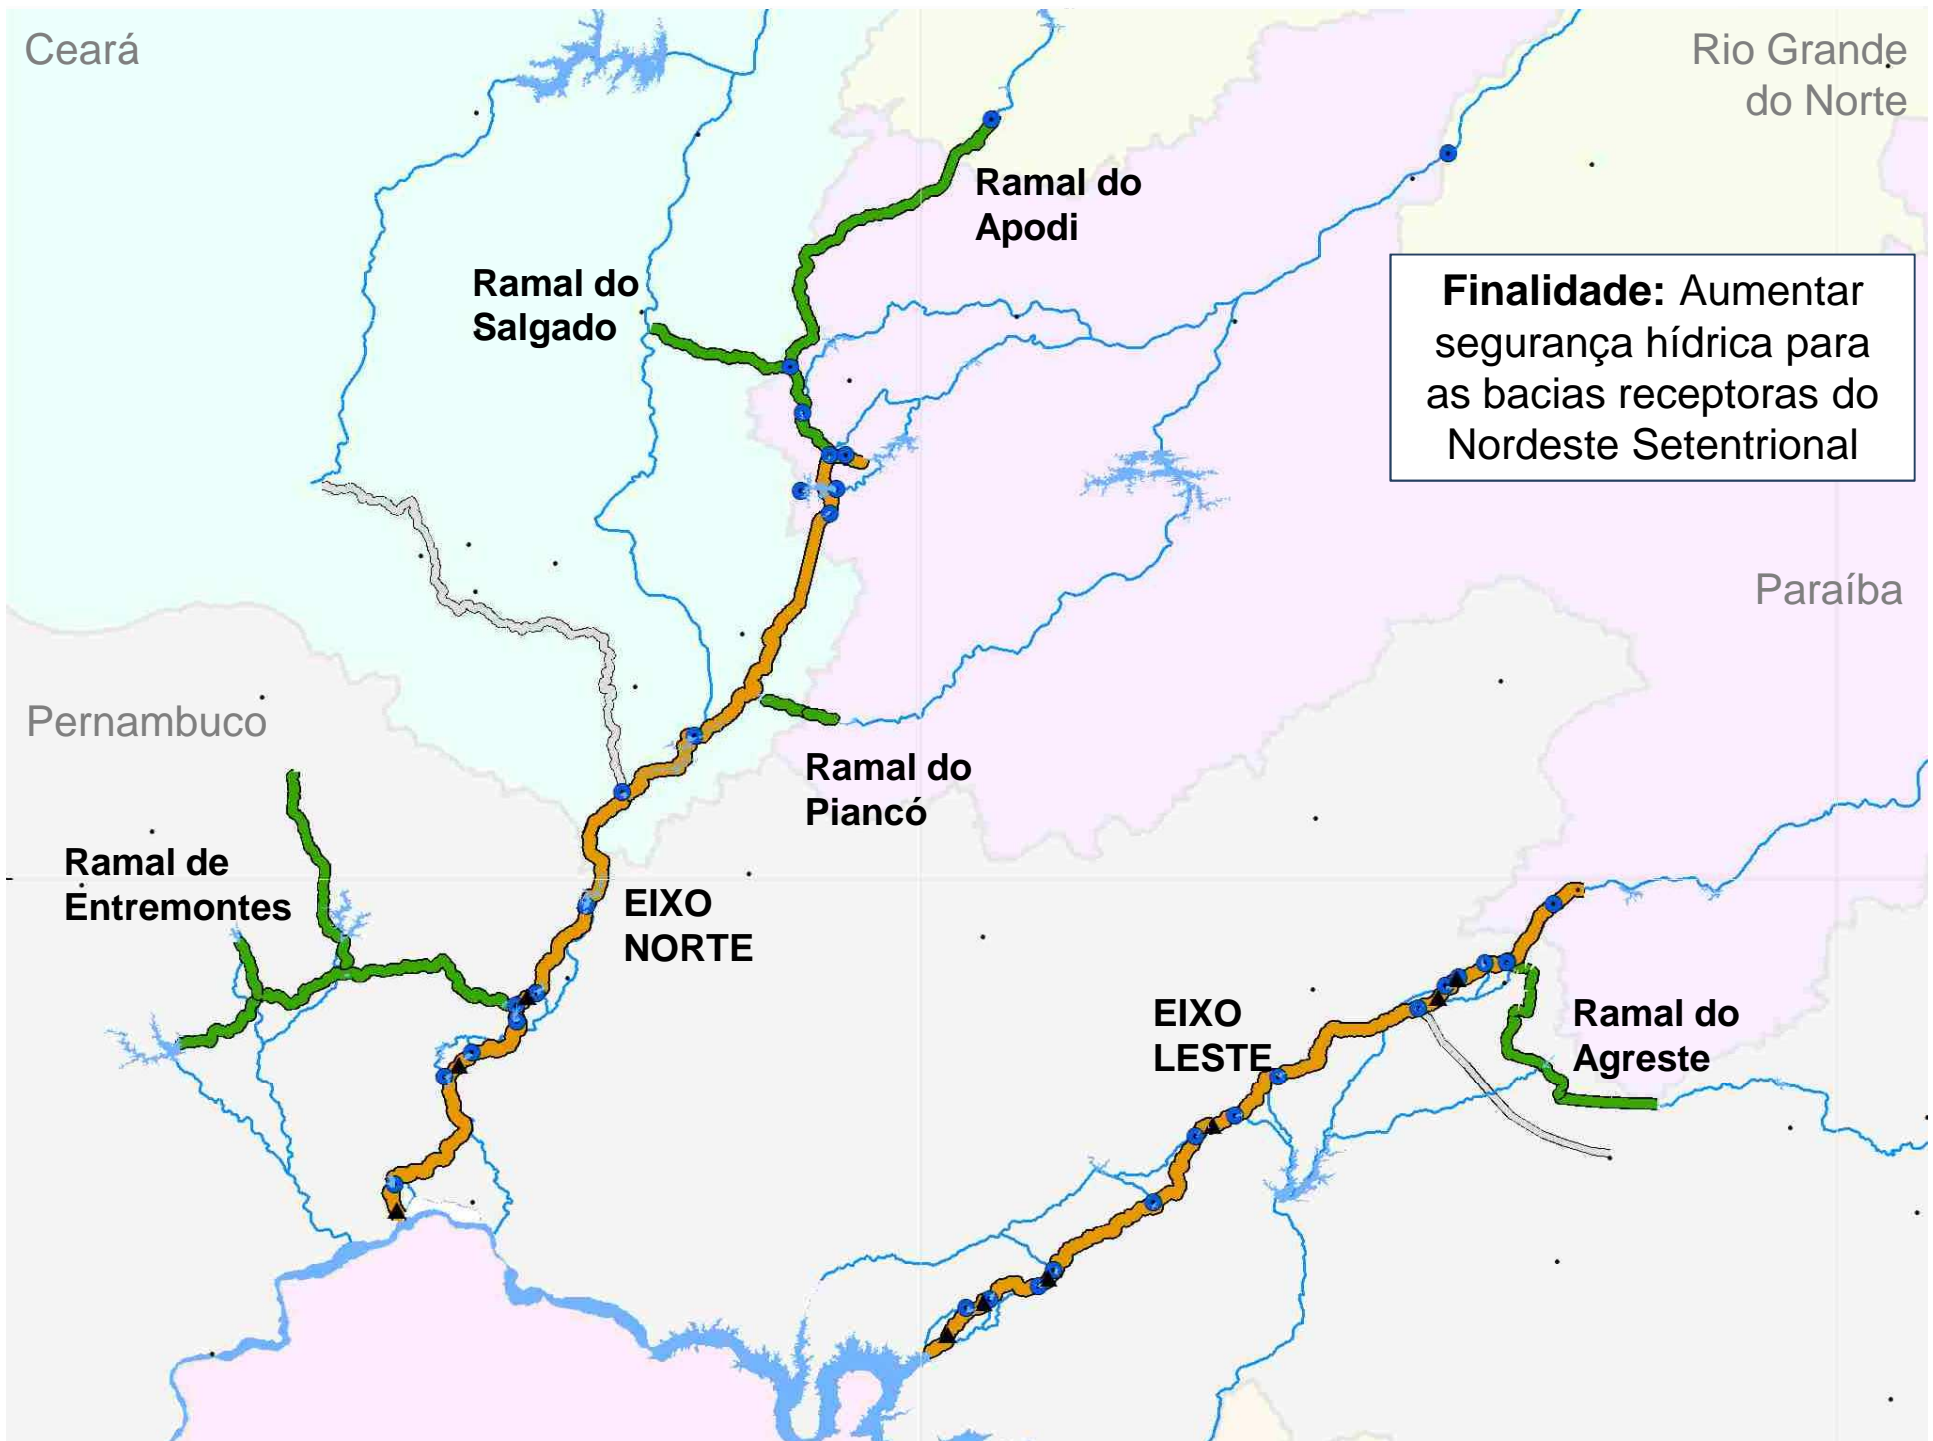 Ceará
Rio Grande
do Norte
Ramal do
Apodi
Ramal do
Salgado
Finalidade: Aumentar
segurança hídrica para
as bacias receptoras do
Nordeste Setentrional
Paraíba
Pernambuco
Ramal do
Piancó
Ramal de
Entremontes
EIXO
NORTE
EIXO
LESTE
Ramal do
Agreste